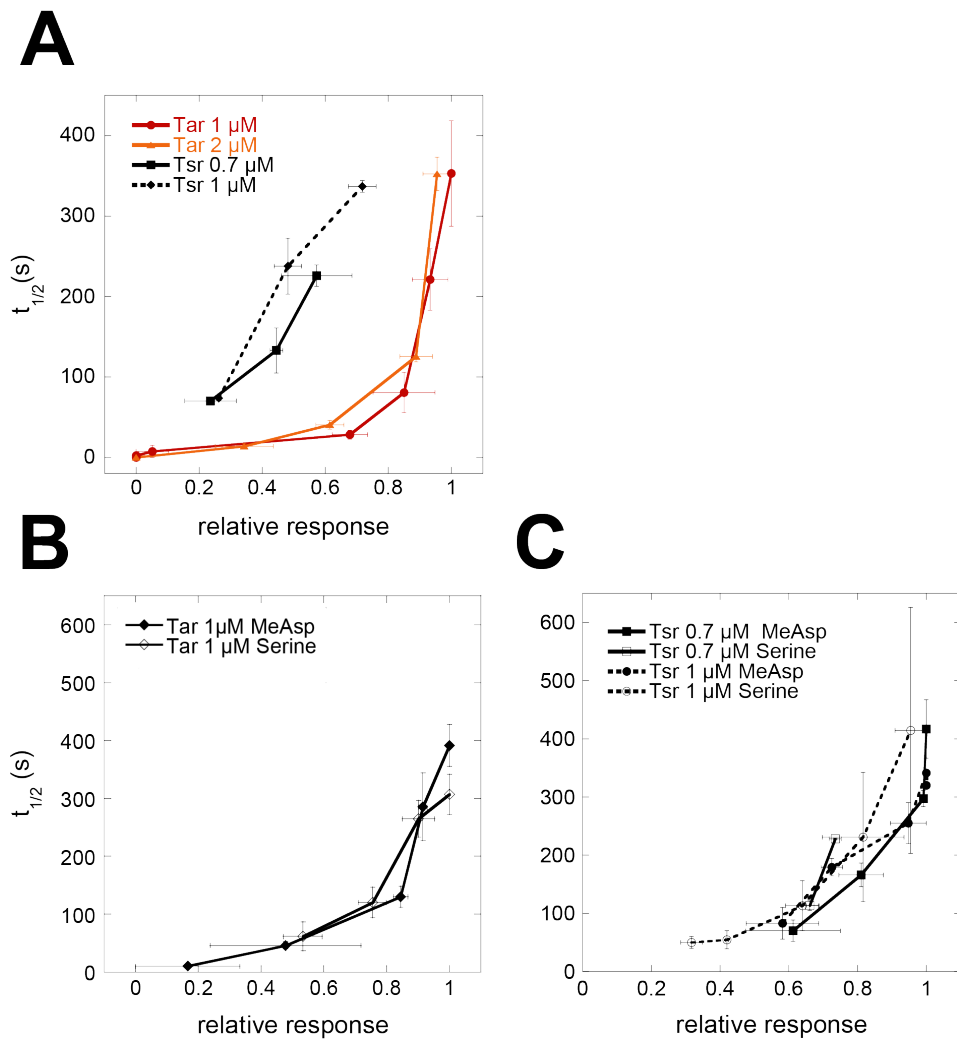 A
Tar 1 µM
Tar 2 µM
Tsr 0.7 µM
Tsr 1 µM
400
300
200
100
0
t1/2(s)
0 0.2 0.4 0.6 0.8 1
relative response
B
Tar 1µM MeAsp
Tar 1 µM Serine
600
500
400
300
200
100
0
t1/2(s)
0 0.2 0.4 0.6 0.8 1
relative response
C
Tsr 0.7 µM MeAsp
Tsr 0.7 µM Serine
Tsr 1 µM MeAsp
Tsr 1 µM Serine
600
500
400
300
200
100
0
0 0.2 0.4 0.6 0.8 1
relative response